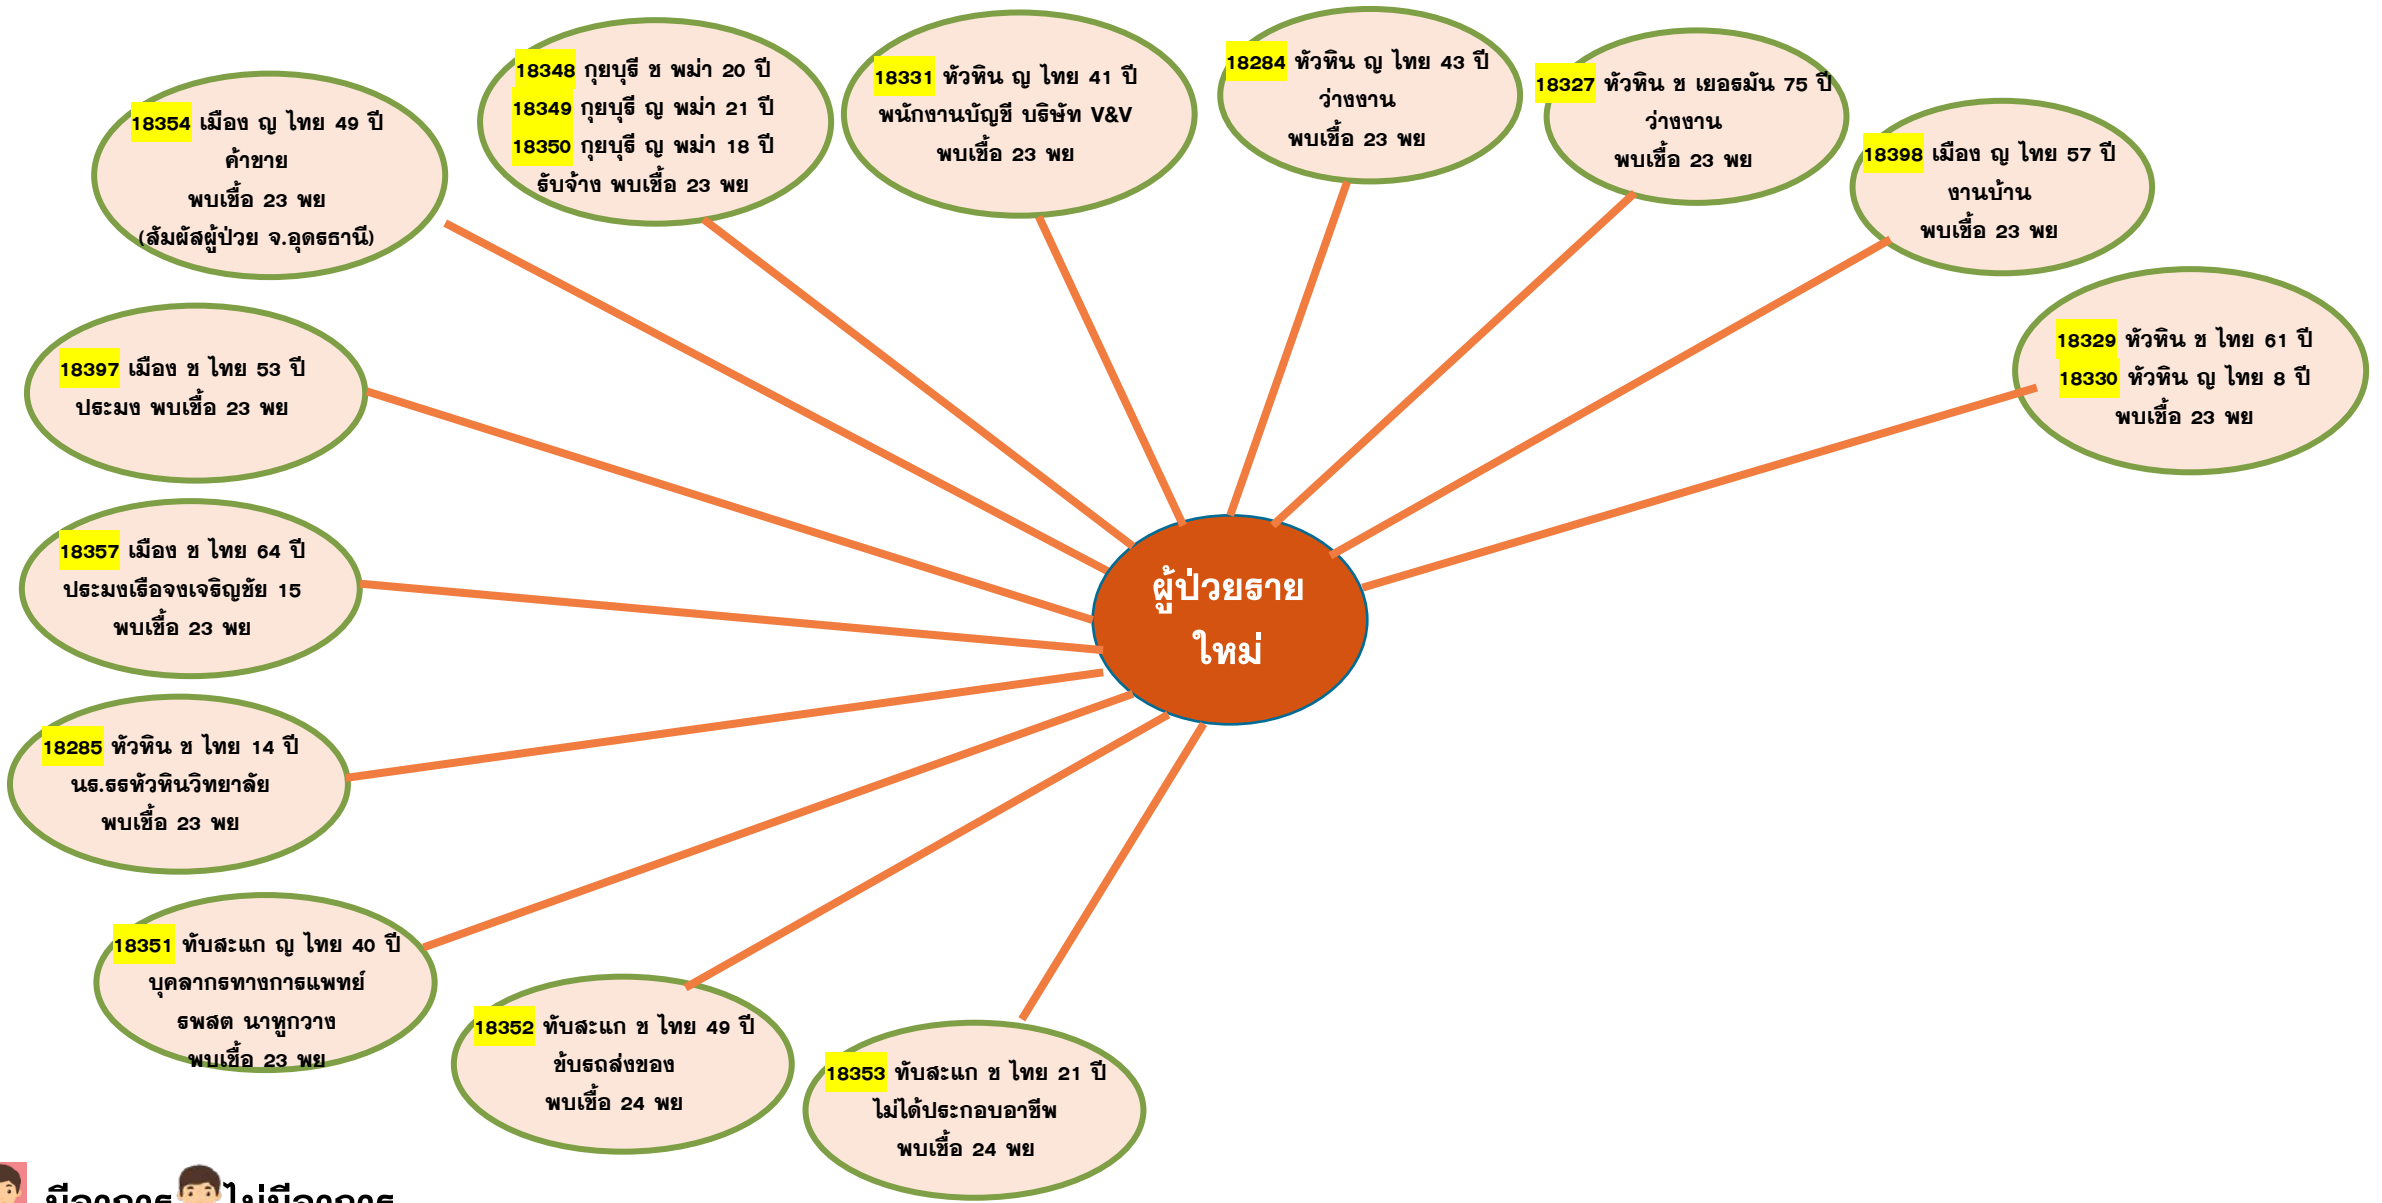 18354 เมือง ญ ไทย 49 ปี
ค้าขาย
พบเชื้อ 23 พย
(สัมผัสผู้ป่วย จ.อุดรธานี)
18348 กุยบุรี ช พม่า 20 ปี
18349 กุยบุรี ญ พม่า 21 ปี
18350 กุยบุรี ญ พม่า 18 ปี
รับจ้าง พบเชื้อ 23 พย
18331 หัวหิน ญ ไทย 41 ปี
พนักงานบัญชี บริษัท V&V
พบเชื้อ 23 พย
18284 หัวหิน ญ ไทย 43 ปี
ว่างงาน
พบเชื้อ 23 พย
18327 หัวหิน ช เยอรมัน 75 ปี
ว่างงาน
พบเชื้อ 23 พย
18398 เมือง ญ ไทย 57 ปี
งานบ้าน
พบเชื้อ 23 พย
18329 หัวหิน ช ไทย 61 ปี
18330 หัวหิน ญ ไทย 8 ปี
พบเชื้อ 23 พย
18397 เมือง ช ไทย 53 ปี
ประมง พบเชื้อ 23 พย
18357 เมือง ช ไทย 64 ปี
ประมงเรือจงเจริญชัย 15
พบเชื้อ 23 พย
ผู้ป่วยราย
ใหม่
18285 หัวหิน ช ไทย 14 ปี
นร.รรหัวหินวิทยาลัย
พบเชื้อ 23 พย
18351 ทับสะแก ญ ไทย 40 ปี
บุคลากรทางการแพทย์
รพสต นาหูกวาง
พบเชื้อ 23 พย
18352 ทับสะแก ช ไทย 49 ปี
ขับรถส่งของ
พบเชื้อ 24 พย
18353 ทับสะแก ช ไทย 21 ปี
ไม่ได้ประกอบอาชีพ
พบเชื้อ 24 พย
มีอาการ ไม่มีอาการ